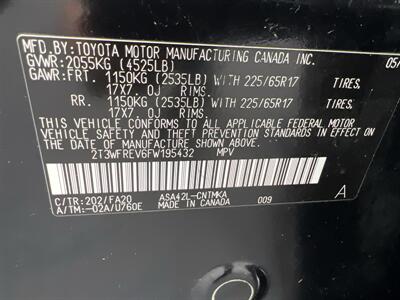 MFD.BY:TOYOTA MOTOR MANUFACTURING CANADA INC. 05/
GVWR:2055KG (4525LB)
GAWR:FRT. 1150KG (2535LB) WITH 225/65R17 TIRES.
17X7.0J RIMS.
RR. 1150KG (2535LB) WITH 225/65R17 TIRES.
17X7.0J RIMS.
THIS VEHICLE CONFORMS TO ALL APPLICABLE
FEDERAL MOTOR VEHICLE SAFETY AND THEFT PREVENTION STANDARDS IN EFFECT
ON THE DATE OF MANUFACTURE SHOWN ABOVE.
2T3WFREV6FW195432 MPV
C/TR:202/FA20 ASA42L-CNTMKA A
A/TM:-02A/U760E MADE IN CANADA 009